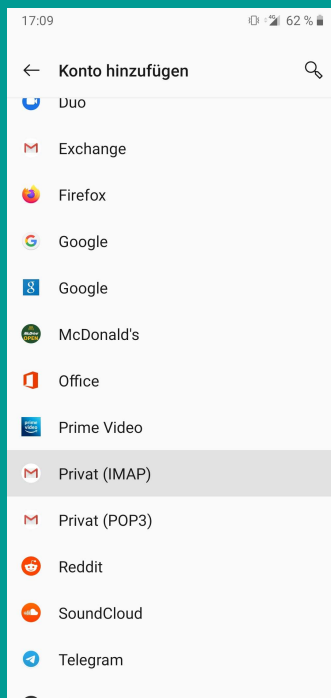 17:09
62 %
Konto hinzufügen
Duo
Exchange
Firefox
Google
Google
McDonald's
Office
Prime Video
Privat (IMAP)
Privat (POP3)
Reddit
SoundCloud
Telegram